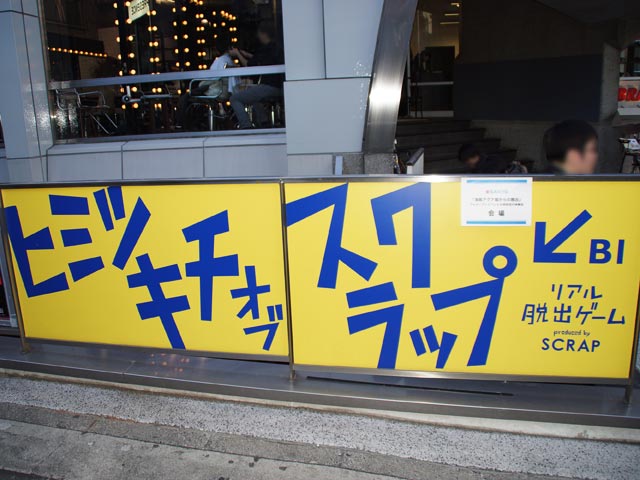 ヒミツキチオブ
スクラップ
↙B1
リアル
脱出ゲーム
produced by
SCRAP
会場